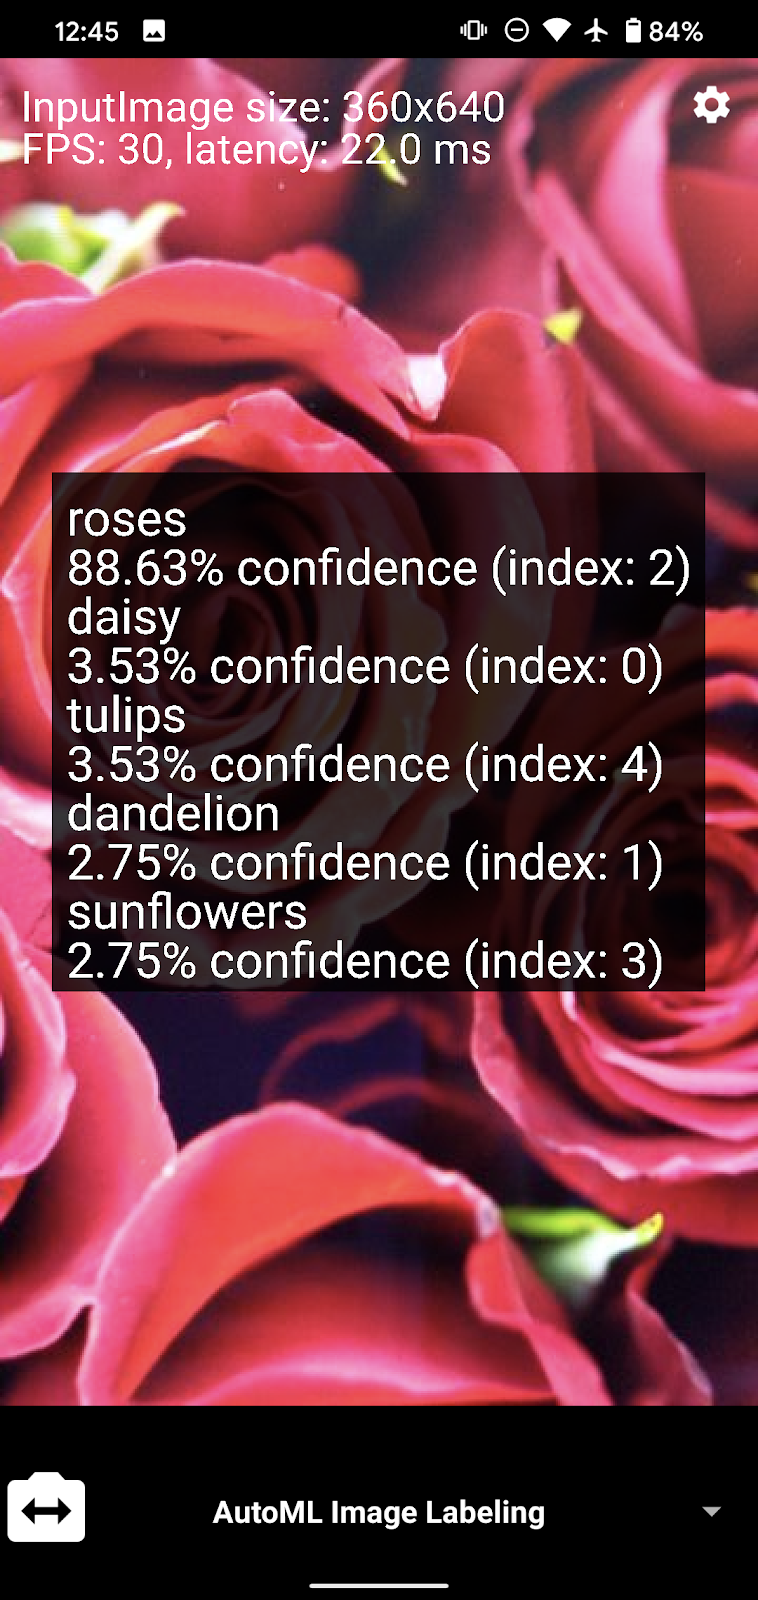 12:45
84%
InputImage size: 360x640
FPS: 30, latency: 22.0 ms
roses
88.63% confidence (index: 2)
daisy
3.53% confidence (index: 0)
tulips
3.53% confidence (index: 4)
dandelion
2.75% confidence (index: 1)
sunflowers
2.75% confidence (index: 3)
AutoML Image Labeling